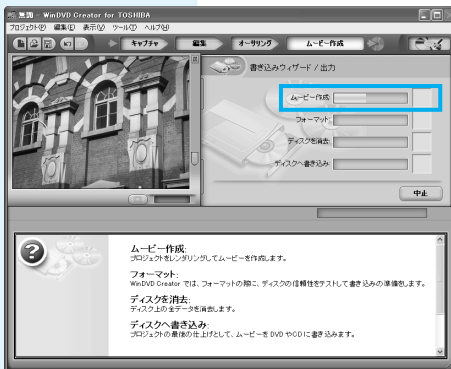 無題 - WinDVD Creator for TOSHIBA
プロジェクト(P) 編集(E) 表示(V) ツール(T) ヘルプ(H)
キャプチャ 編集 オーサリング ムービー作成
書き込みウィザード / 出力
ムービー作成:
フォーマット:
ディスクを消去:
ディスクへ書き込み:
中止
ムービー作成:
プロジェクトをレンダリングしてムービーを作成します。
フォーマット:
WinDVD Creator では、フォーマットの際に、ディスクの信頼性をテストして書き込みの準備をします。
ディスクを消去:
ディスク上の全データを消去します。
ディスクへ書き込み:
プロジェクトの最後の仕上げとして、ムービーを DVD やCD に書き込みます。